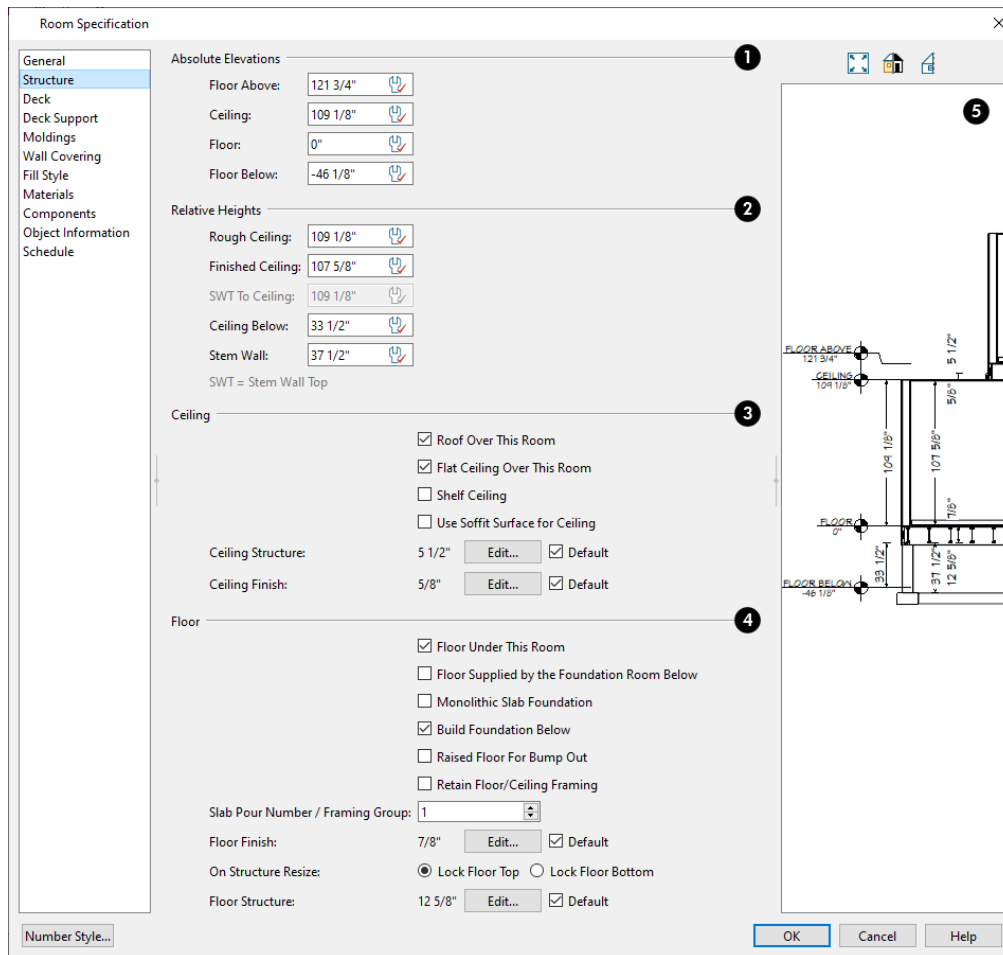 Room Specification
General
Structure
Deck
Deck Support
Moldings
Wall Covering
Fill Style
Materials
Components
Object Information
Schedule
Absolute Elevations 1
Floor Above: 121 3/4"
Ceiling: 109 1/8"
Floor: 0"
Floor Below: -46 1/8"
Relative Heights 2
Rough Ceiling: 109 1/8"
Finished Ceiling: 107 5/8"
SWT To Ceiling: 109 1/8"
Ceiling Below: 33 1/2"
Stem Wall: 37 1/2"
SWT = Stem Wall Top
Ceiling 3
Roof Over This Room
Flat Ceiling Over This Room
Shelf Ceiling
Use Soffit Surface for Ceiling
Ceiling Structure: 5 1/2" Edit... Default
Ceiling Finish: 5/8" Edit... Default
Floor 4
Floor Under This Room
Floor Supplied by the Foundation Room Below
Monolithic Slab Foundation
Build Foundation Below
Raised Floor For Bump Out
Retain Floor/Ceiling Framing
Slab Pour Number / Framing Group: 1
Floor Finish: 7/8" Edit... Default
On Structure Resize: Lock Floor Top Lock Floor Bottom
Floor Structure: 12 5/8" Edit... Default
5
FLOOR ABOVE
121 3/4"
5 1/2"
CEILING
109 1/8"
5/8"
109 1/8"
107 5/8"
7/8"
FLOOR
0"
33 1/2"
37 1/2"
12 5/8"
FLOOR BELOW
-46 1/8"
Number Style...
OK
Cancel
Help